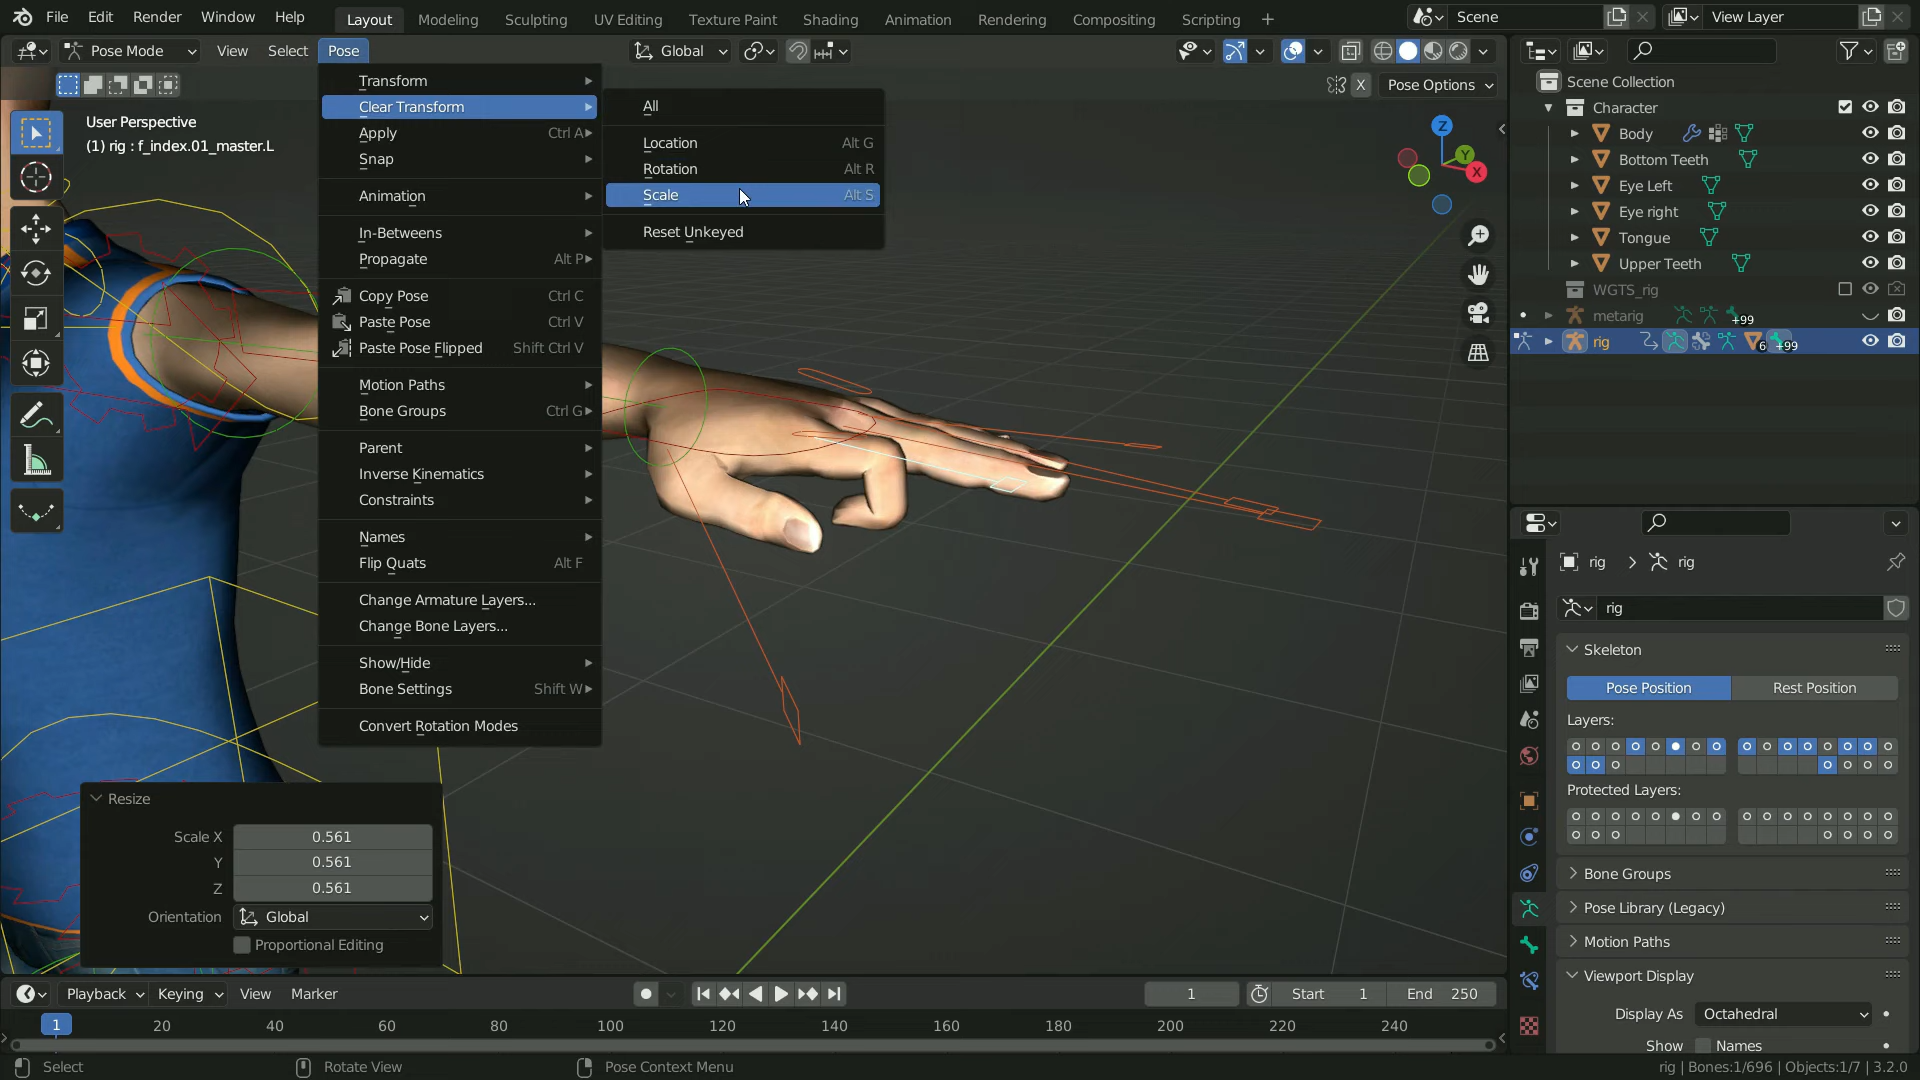 File Edit Render Window Help Layout Modeling Sculpting UV Editing Texture Paint Shading Animation Rendering Compositing Scripting + Scene View Layer
Pose Mode View Select Pose Global
X Pose Options
User Perspective
(1) rig : f_index.01_master.L
Transform
Clear Transform
Apply Ctrl A
Snap
Animation
In-Betweens
Propagate Alt P
Copy Pose Ctrl C
Paste Pose Ctrl V
Paste Pose Flipped Shift Ctrl V
Motion Paths
Bone Groups Ctrl G
Parent
Inverse Kinematics
Constraints
Names
Flip Quats Alt F
Change Armature Layers...
Change Bone Layers...
Show/Hide
Bone Settings Shift W
Convert Rotation Modes
All
Location Alt G
Rotation Alt R
Scale Alt S
Reset Unkeyed
Z
Y
X
Scene Collection
Character
Body
Bottom Teeth
Eye Left
Eye right
Tongue
Upper Teeth
WGTS_rig
metarig +99
rig 6 +99
rig > rig
rig
Skeleton
Pose Position Rest Position
Layers:
Protected Layers:
Bone Groups
Pose Library (Legacy)
Motion Paths
Viewport Display
Display As Octahedral
Show Names
Resize
Scale X 0.561
Y 0.561
Z 0.561
Orientation Global
Proportional Editing
Playback Keying View Marker 1 Start 1 End 250
1 20 40 60 80 100 120 140 160 180 200 220 240
Select Rotate View Pose Context Menu rig | Bones:1/696 | Objects:1/7 | 3.2.0